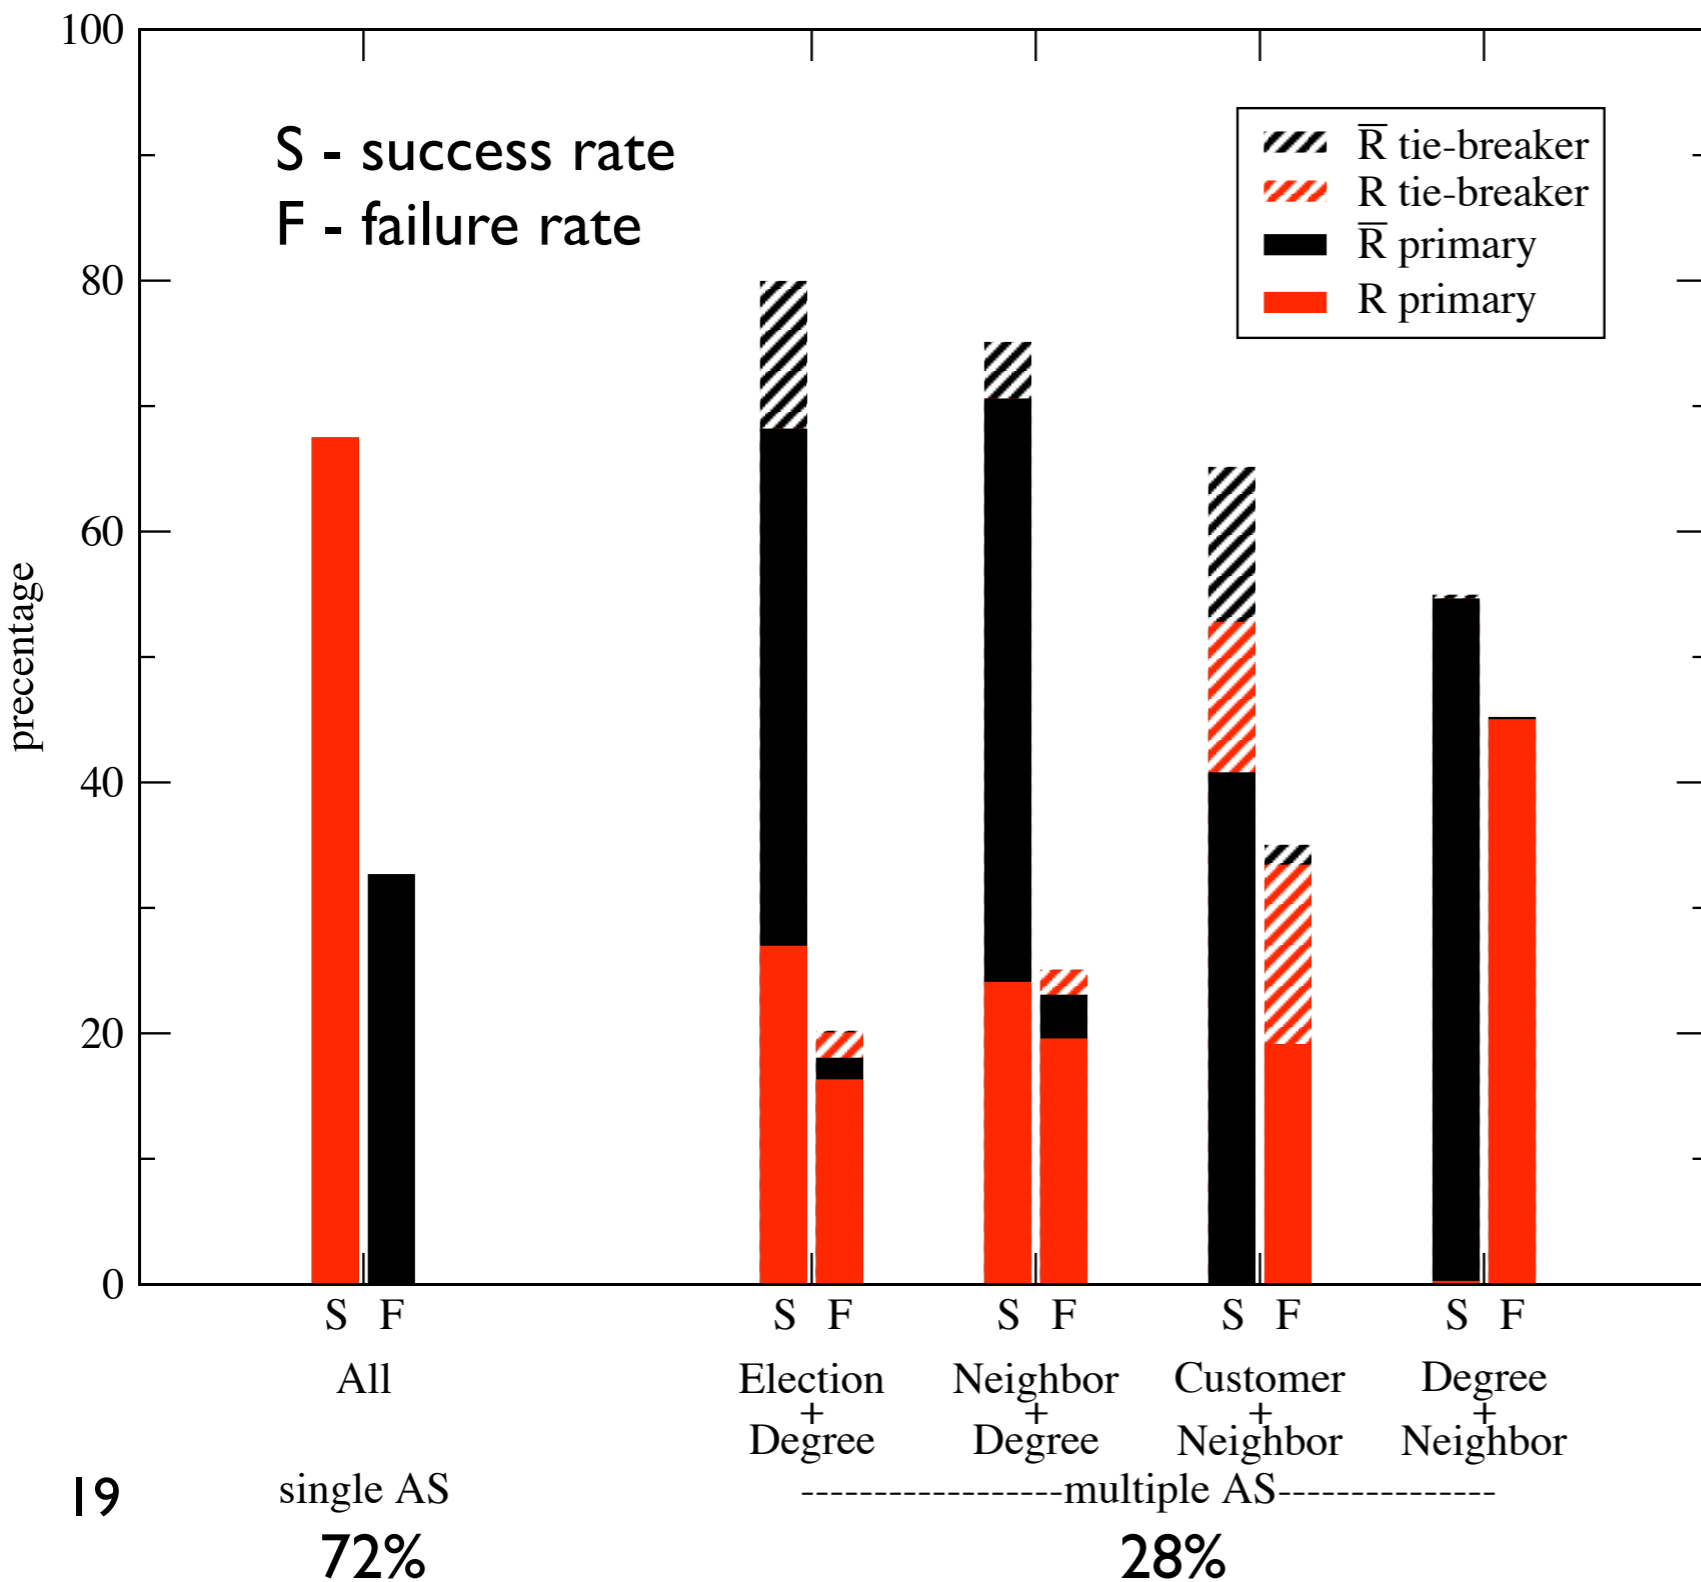 100
80
60
40
20
0
precentage
S - success rate
F - failure rate
R̅ tie-breaker
R tie-breaker
R̅ primary
R primary
S F S F S F S F S F
All
Election + Degree
Neighbor + Degree
Customer + Neighbor
Degree + Neighbor
19
single AS
------------------multiple AS---------------
72%
28%